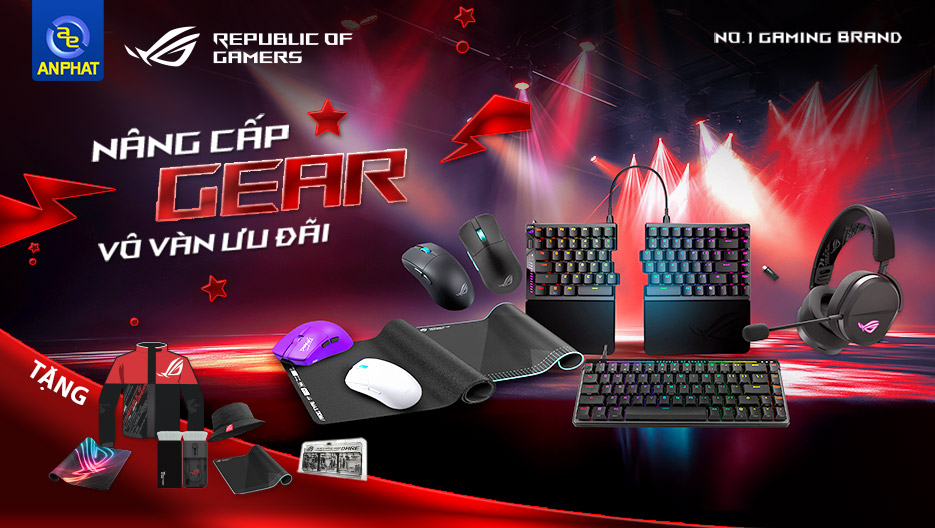 ANPHAT
REPUBLIC OF
GAMERS
NO.1 GAMING BRAND
NÂNG CẤP
GEAR
VÔ VÀN ƯU ĐÃI
TẶNG